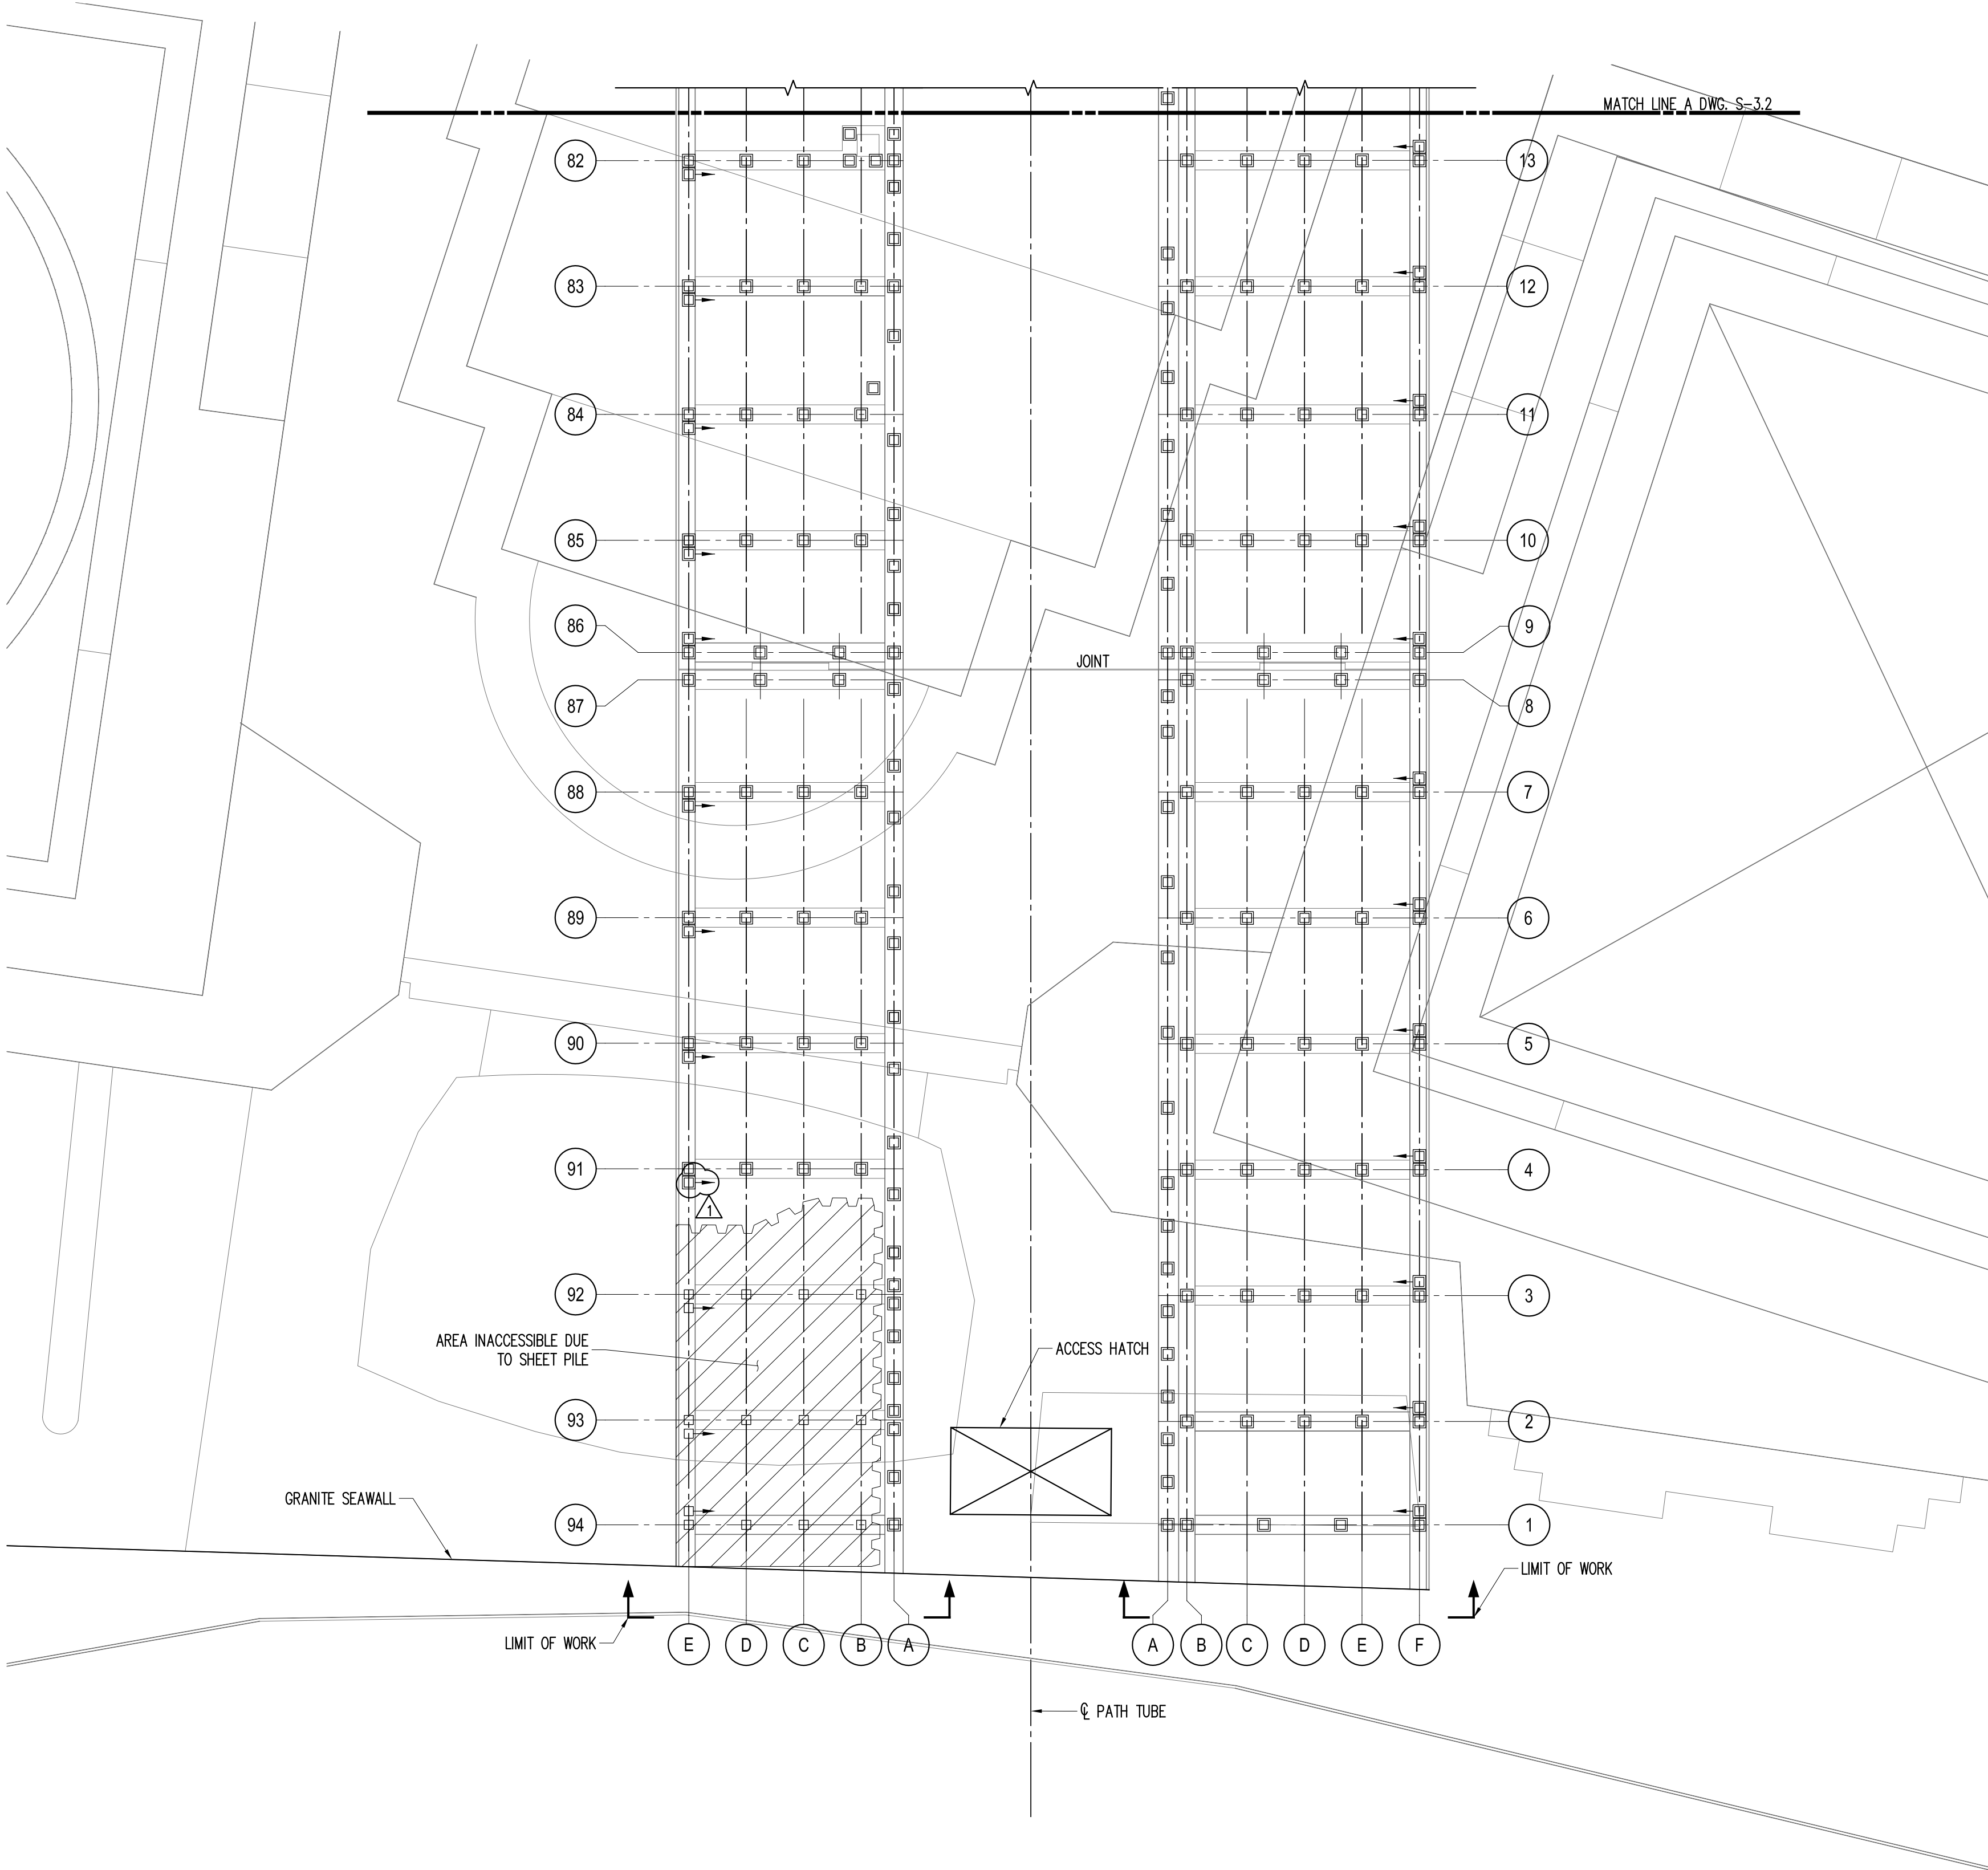 MATCH LINE A DWG. S-3.2
82
13
83
12
84
11
85
10
86
9
JOINT
87
8
88
7
89
6
90
5
91
4
1
92
3
AREA INACCESSIBLE DUE
TO SHEET PILE
ACCESS HATCH
93
2
GRANITE SEAWALL
94
1
LIMIT OF WORK
LIMIT OF WORK
E
D
C
B
A
A
B
C
D
E
F
℄ PATH TUBE